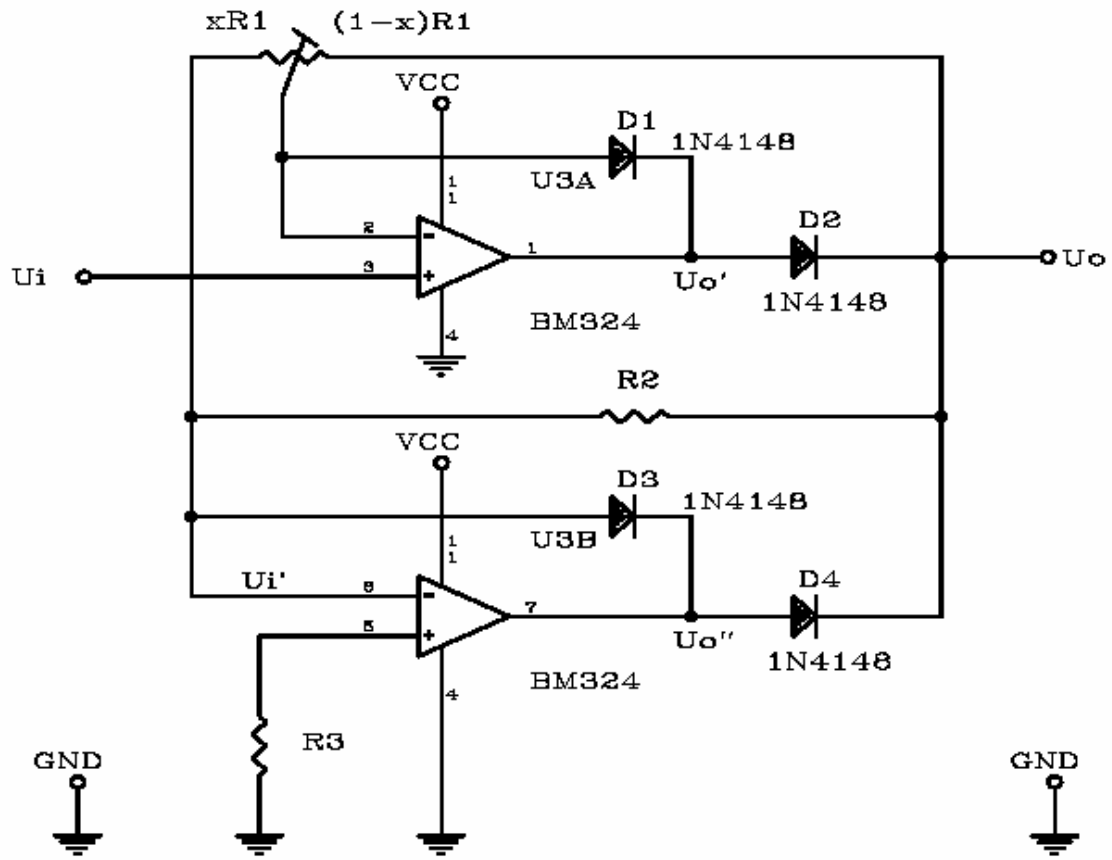 xR1 (1-x)R1
VCC
D1
1N4148
1
1
U3A
D2
2
1
Ui
3
Uo'
Uo
1N4148
4
BM324
R2
VCC
D3
1N4148
1
1
U3B
D4
Ui'
6
7
5
Uo"
1N4148
4
BM324
R3
GND
GND